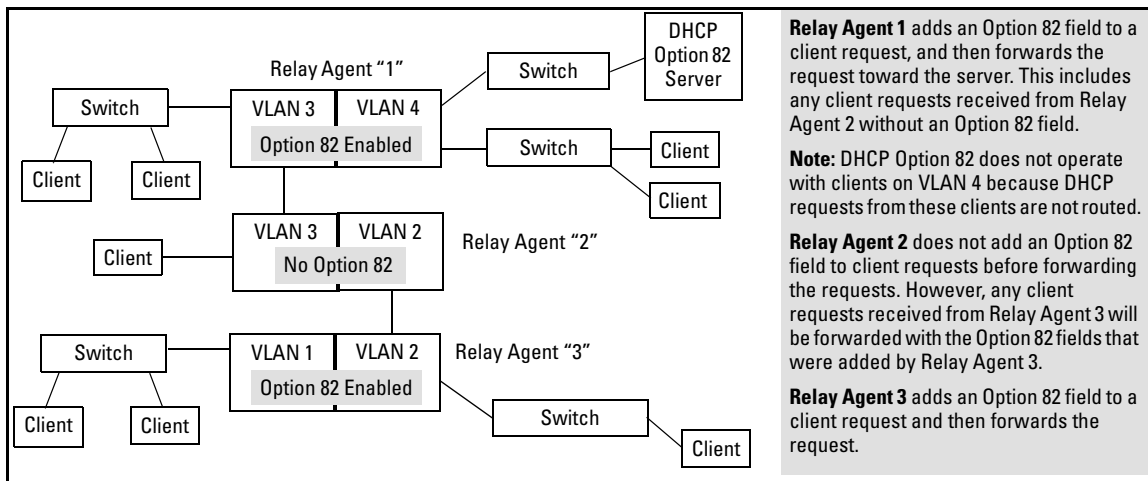 DHCP
Option 82
Server
Relay Agent “1”
Switch
Switch
VLAN 3
VLAN 4
Option 82 Enabled
Client
Client
Switch
Client
Client
VLAN 3
VLAN 2
Relay Agent “2”
Client
No Option 82
Switch
VLAN 1
VLAN 2
Relay Agent “3”
Option 82 Enabled
Client
Client
Switch
Client
Relay Agent 1 adds an Option 82 field to a
client request, and then forwards the
request toward the server. This includes
any client requests received from Relay
Agent 2 without an Option 82 field.
Note: DHCP Option 82 does not operate
with clients on VLAN 4 because DHCP
requests from these clients are not routed.
Relay Agent 2 does not add an Option 82
field to client requests before forwarding
the requests. However, any client
requests received from Relay Agent 3 will
be forwarded with the Option 82 fields that
were added by Relay Agent 3.
Relay Agent 3 adds an Option 82 field to a
client request and then forwards the
request.